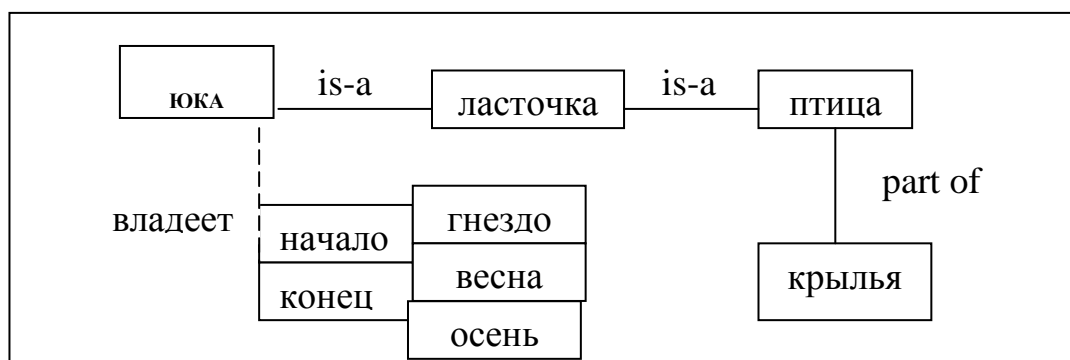 ЮКА
is-a
ласточка
is-a
птица
part of
владеет
гнездо
начало
весна
крылья
конец
осень